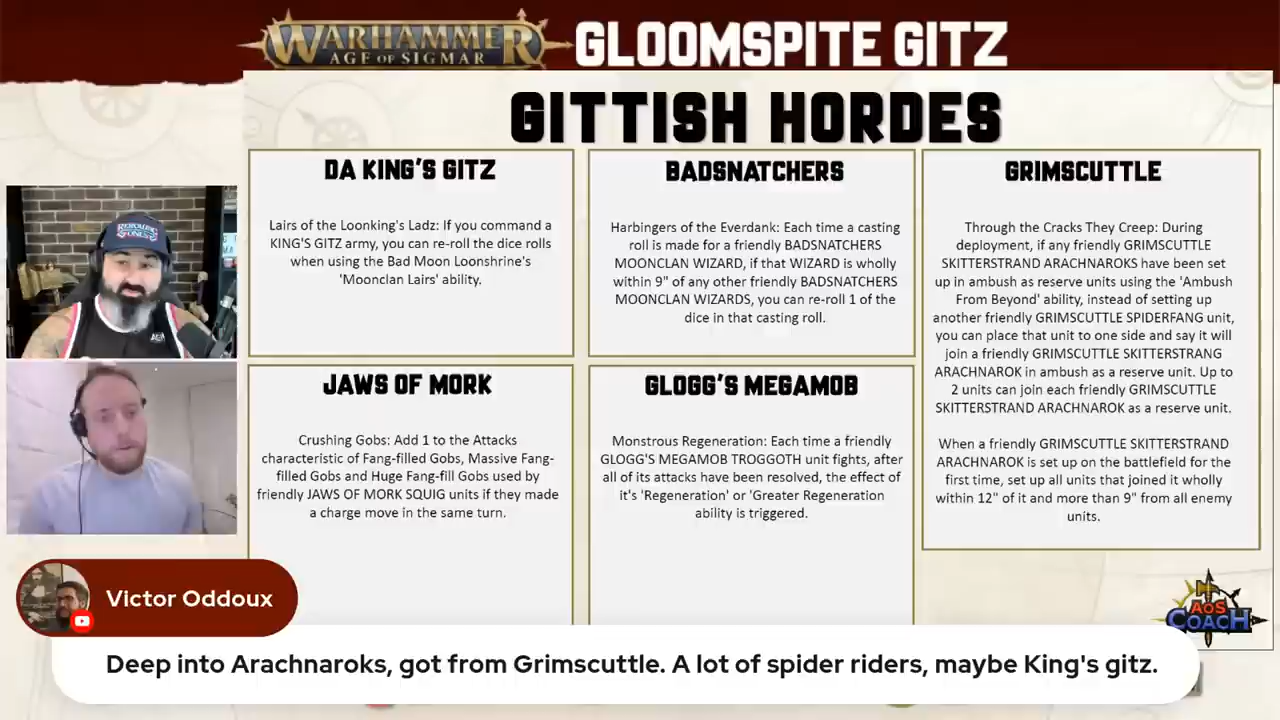 WARHAMMER
AGE OF SIGMAR
GLOOMSPITE GITZ
GITTISH HORDES
DA KING'S GITZ
Lairs of the Loonking's Ladz: If you command a
KING'S GITZ army, you can re-roll the dice rolls
when using the Bad Moon Loonshrine's
'Moonclan Lairs' ability.
BADSNATCHERS
Harbingers of the Everdank: Each time a casting
roll is made for a friendly BADSNATCHERS
MOONCLAN WIZARD, if that WIZARD is wholly
within 9" of any other friendly BADSNATCHERS
MOONCLAN WIZARDS, you can re-roll 1 of the
dice in that casting roll.
GRIMSCUTTLE
Through the Cracks They Creep: During
deployment, if any friendly GRIMSCUTTLE
SKITTERSTRAND ARACHNAROKS have been set
up in ambush as reserve units using the 'Ambush
From Beyond' ability, instead of setting up
another friendly GRIMSCUTTLE SPIDERFANG unit,
you can place that unit to one side and say it will
join a friendly GRIMSCUTTLE SKITTERSTRANG
ARACHNAROK in ambush as a reserve unit. Up to
2 units can join each friendly GRIMSCUTTLE
SKITTERSTRAND ARACHNAROK as a reserve unit.
When a friendly GRIMSCUTTLE SKITTERSTRAND
ARACHNAROK is set up on the battlefield for the
first time, set up all units that joined it wholly
within 12" of it and more than 9" from all enemy
units.
JAWS OF MORK
Crushing Gobs: Add 1 to the Attacks
characteristic of Fang-filled Gobs, Massive Fang-
filled Gobs and Huge Fang-fill Gobs used by
friendly JAWS OF MORK SQUIG units if they made
a charge move in the same turn.
GLOGG'S MEGAMOB
Monstrous Regeneration: Each time a friendly
GLOGG'S MEGAMOB TROGGOTH unit fights, after
all of its attacks have been resolved, the effect of
it's 'Regeneration' or 'Greater Regeneration
ability is triggered.
AOS
COACH
Victor Oddoux
Deep into Arachnaroks, got from Grimscuttle. A lot of spider riders, maybe King's gitz.